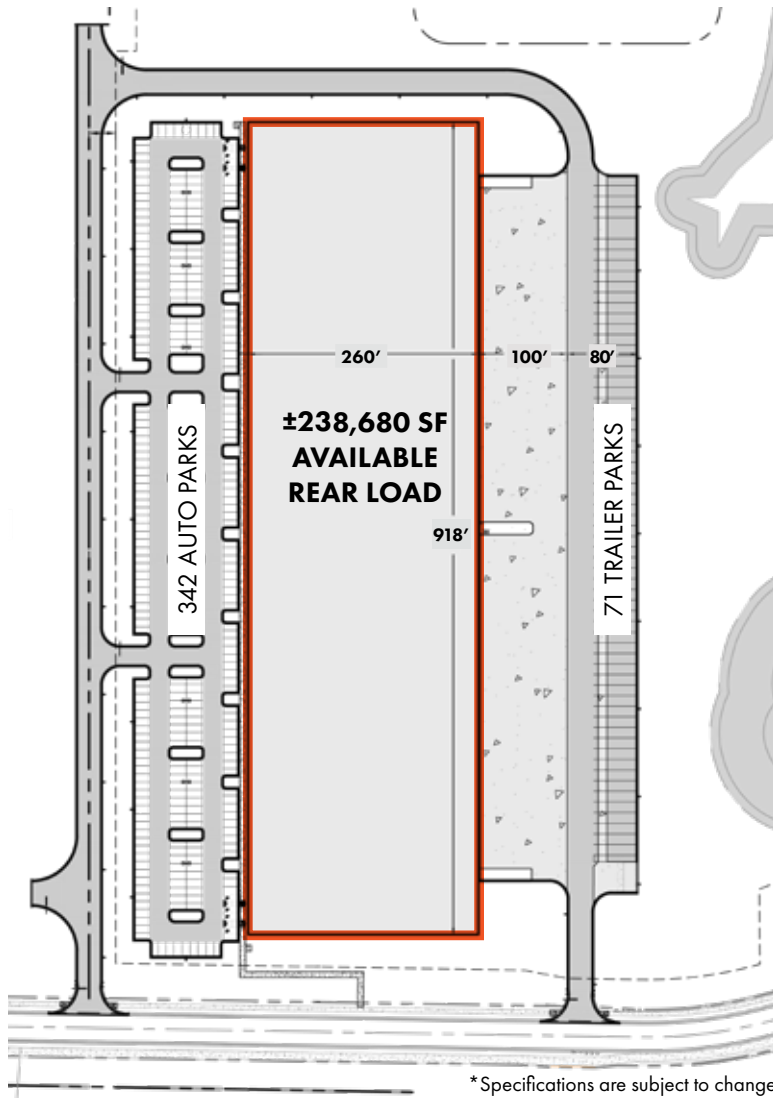 260′
100′
80′
±238,680 SF
AVAILABLE
REAR LOAD
342 AUTO PARKS
71 TRAILER PARKS
918′
*Specifications are subject to change